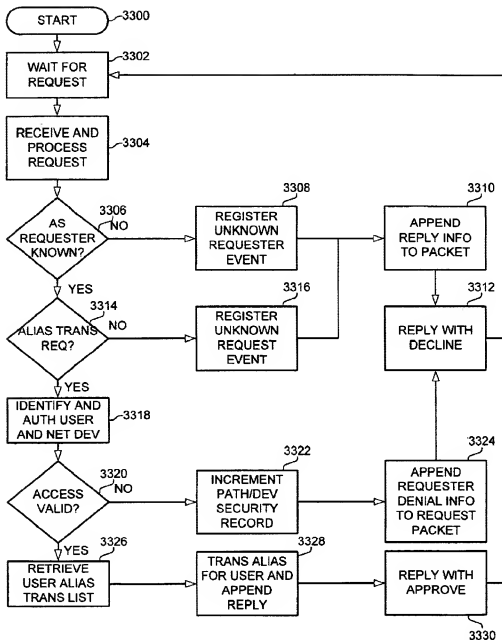 START
3300
3302
WAIT FOR
REQUEST
RECEIVE AND
PROCESS
REQUEST
3304
3306
AS
REQUESTER
KNOWN?
NO
YES
3308
REGISTER
UNKNOWN
REQUESTER
EVENT
3310
APPEND
REPLY INFO
TO PACKET
3314
ALIAS TRANS
REQ?
NO
YES
3316
REGISTER
UNKNOWN
REQUEST
EVENT
3312
REPLY WITH
DECLINE
IDENTIFY AND
AUTH USER
AND NET DEV
3318
3320
ACCESS
VALID?
NO
YES
3322
INCREMENT
PATH/DEV
SECURITY
RECORD
3324
APPEND
REQUESTER
DENIAL INFO
TO REQUEST
PACKET
3326
RETRIEVE
USER ALIAS
TRANS LIST
3328
TRANS ALIAS
FOR USER AND
APPEND
REPLY
REPLY WITH
APPROVE
3330